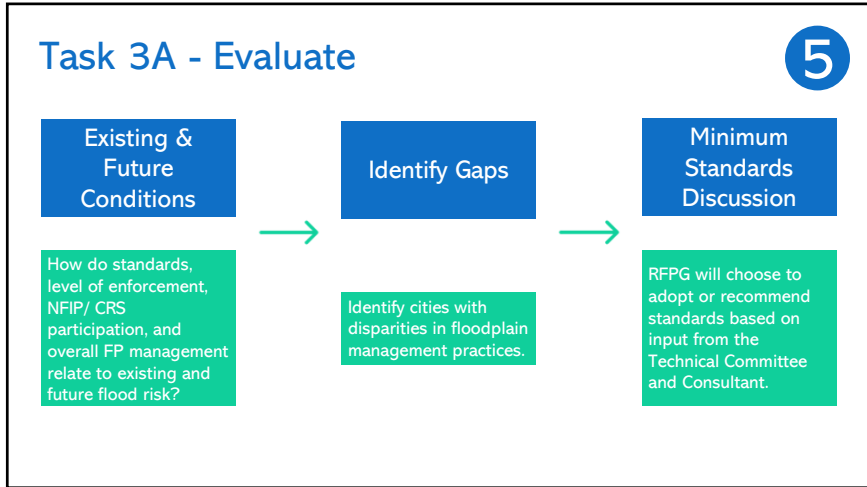 Task 3A - Evaluate
5
Existing &
Future
Conditions
How do standards,
level of enforcement,
NFIP/ CRS
participation, and
overall FP management
relate to existing and
future flood risk?
Identify Gaps
Identify cities with
disparities in floodplain
management practices.
Minimum
Standards
Discussion
RFPG will choose to
adopt or recommend
standards based on
input from the
Technical Committee
and Consultant.